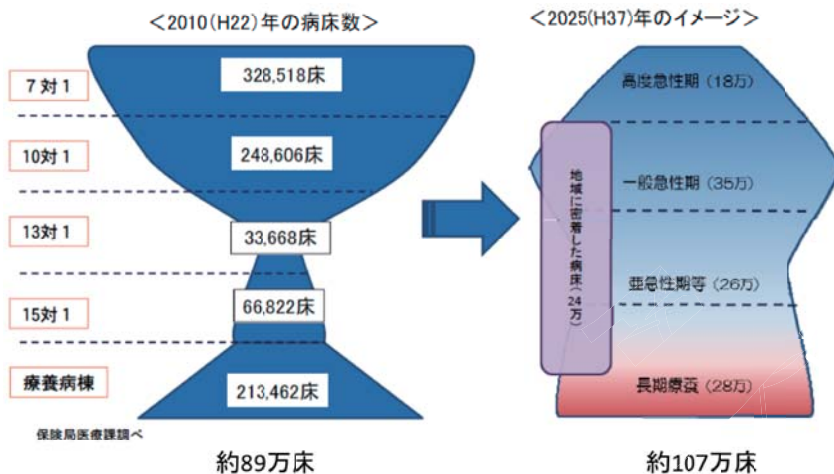 <2010(H22)年の病床数>
<2025(H37)年のイメージ>
7対1
328,518床
10対1
248,606床
13対1
33,668床
15対1
66,822床
療養病棟
213,462床
保険局医療課調べ
約89万床
高度急性期 (18万)
一般急性期 (35万)
亜急性期等 (26万)
長期療養 (28万)
地域に密着した病床(24万)
約107万床